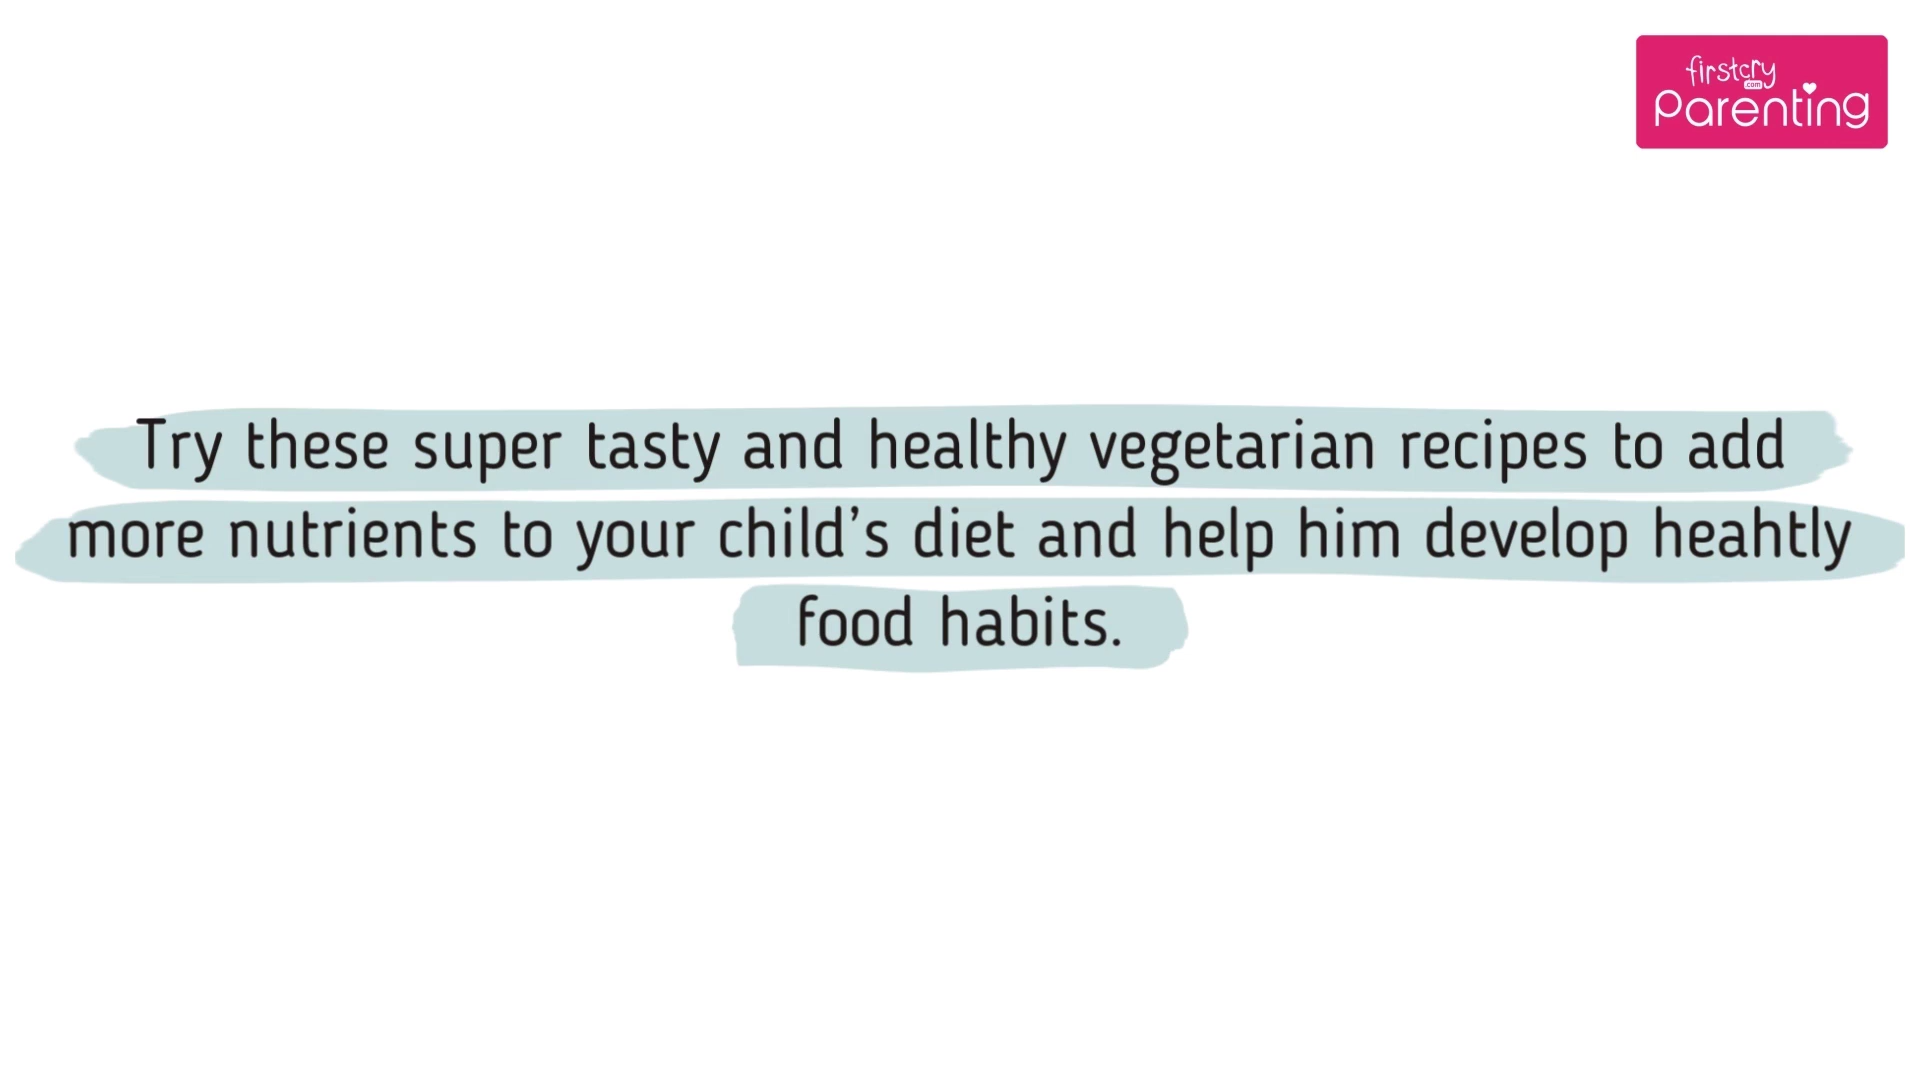 firstcry
.com
Parenting
Try these super tasty and healthy vegetarian recipes to add
more nutrients to your child’s diet and help him develop heahtly
food habits.